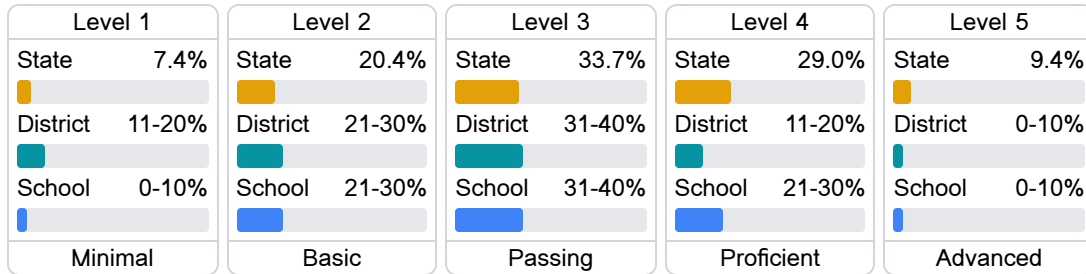 Level 1
State 7.4%
District 11-20%
School 0-10%
Minimal
Level 2
State 20.4%
District 21-30%
School 21-30%
Basic
Level 3
State 33.7%
District 31-40%
School 31-40%
Passing
Level 4
State 29.0%
District 11-20%
School 21-30%
Proficient
Level 5
State 9.4%
District 0-10%
School 0-10%
Advanced